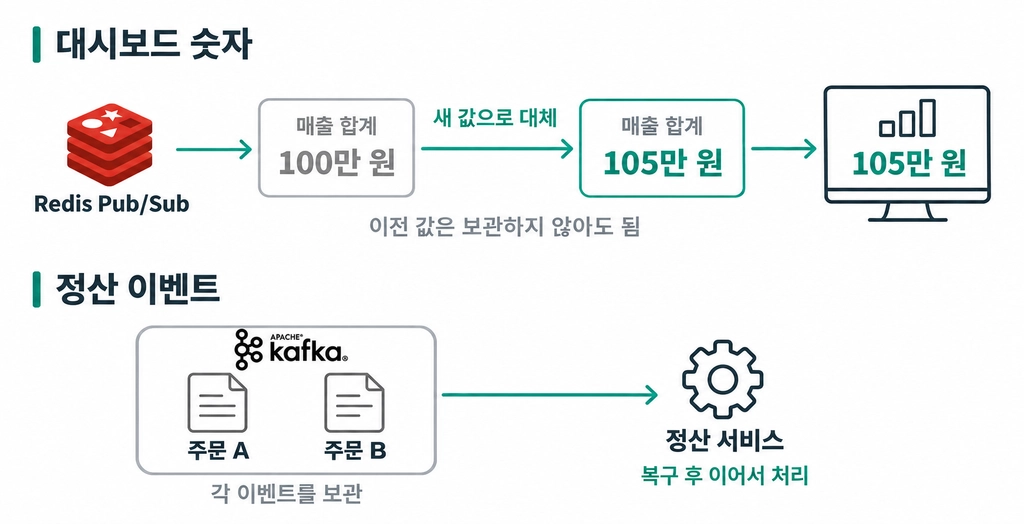 대시보드 숫자
Redis Pub/Sub
매출 합계
100만 원
새 값으로 대체
매출 합계
105만 원
105만 원
이전 값은 보관하지 않아도 됨
정산 이벤트
APACHE®
kafka®
주문 A
주문 B
각 이벤트를 보관
정산 서비스
복구 후 이어서 처리